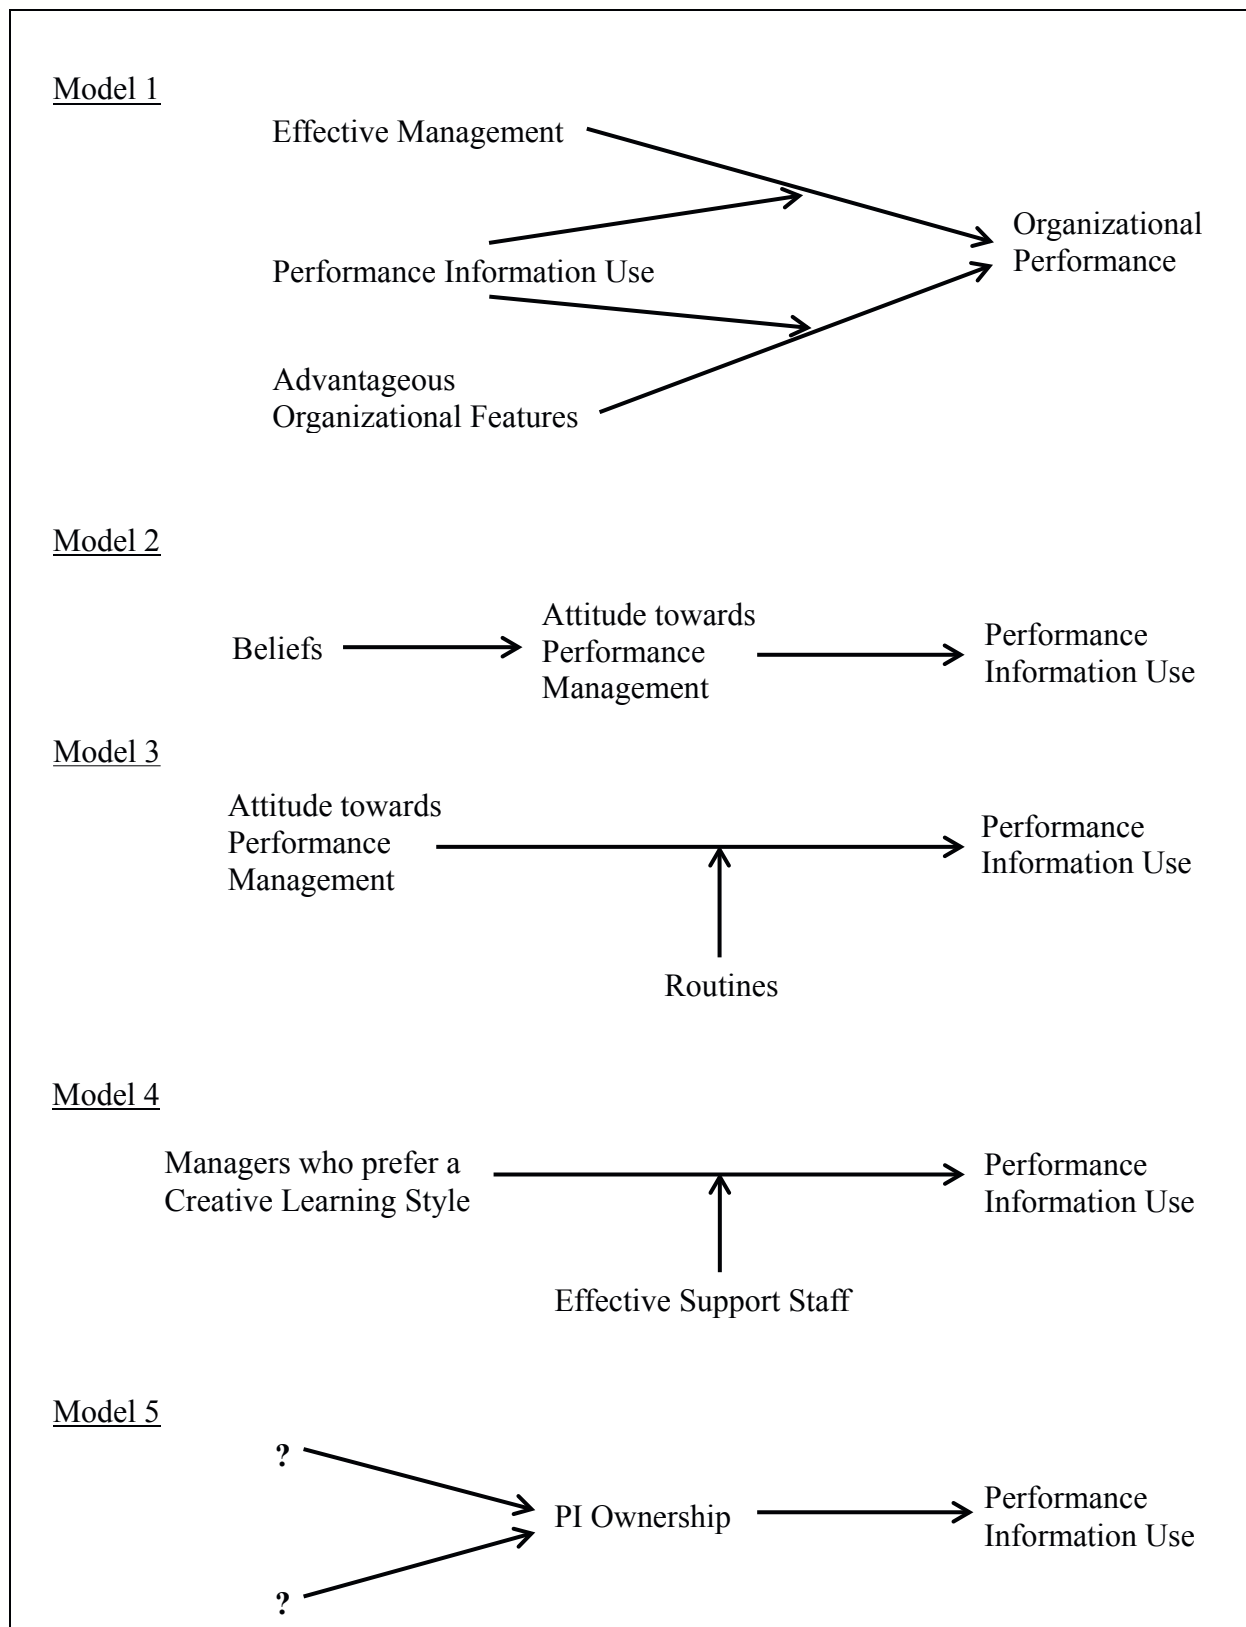 Model 1
Effective Management
Organizational
Performance
Performance Information Use
Advantageous
Organizational Features
Model 2
Beliefs
Attitude towards
Performance
Management
Performance
Information Use
Model 3
Attitude towards
Performance
Management
Performance
Information Use
Routines
Model 4
Managers who prefer a
Creative Learning Style
Performance
Information Use
Effective Support Staff
Model 5
?
PI Ownership
Performance
Information Use
?